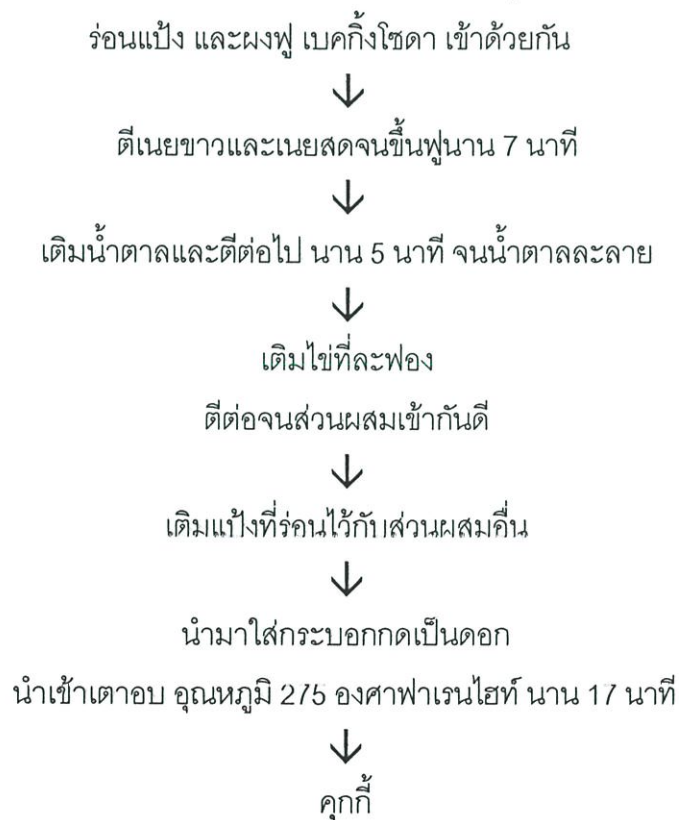 ร่อนแป้ง และผงฟู เบคกิ้งโซดา เข้าด้วยกัน
↓
ตีเนยขาวและเนยสดจนขึ้นฟูนาน 7 นาที
↓
เติมน้ำตาลและตีต่อไป นาน 5 นาที จนน้ำตาลละลาย
↓
เติมไข่ที่ละฟอง
ตีต่อจนส่วนผสมเข้ากันดี
↓
เติมแป้งที่ร่อนไว้กับส่วนผสมอื่น
↓
นำมาใส่กระบอกกดเป็นดอก
นำเข้าเตาอบ อุณหภูมิ 275 องศาฟาเรนไฮท์ นาน 17 นาที
↓
คุกกี้